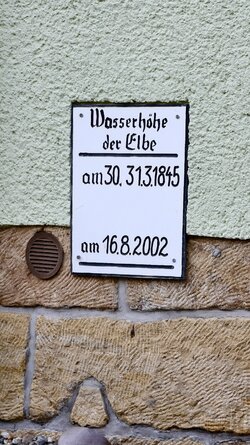 Wasserhöhe
der Elbe
am 30. 31.3.1845
am 16.8.2002